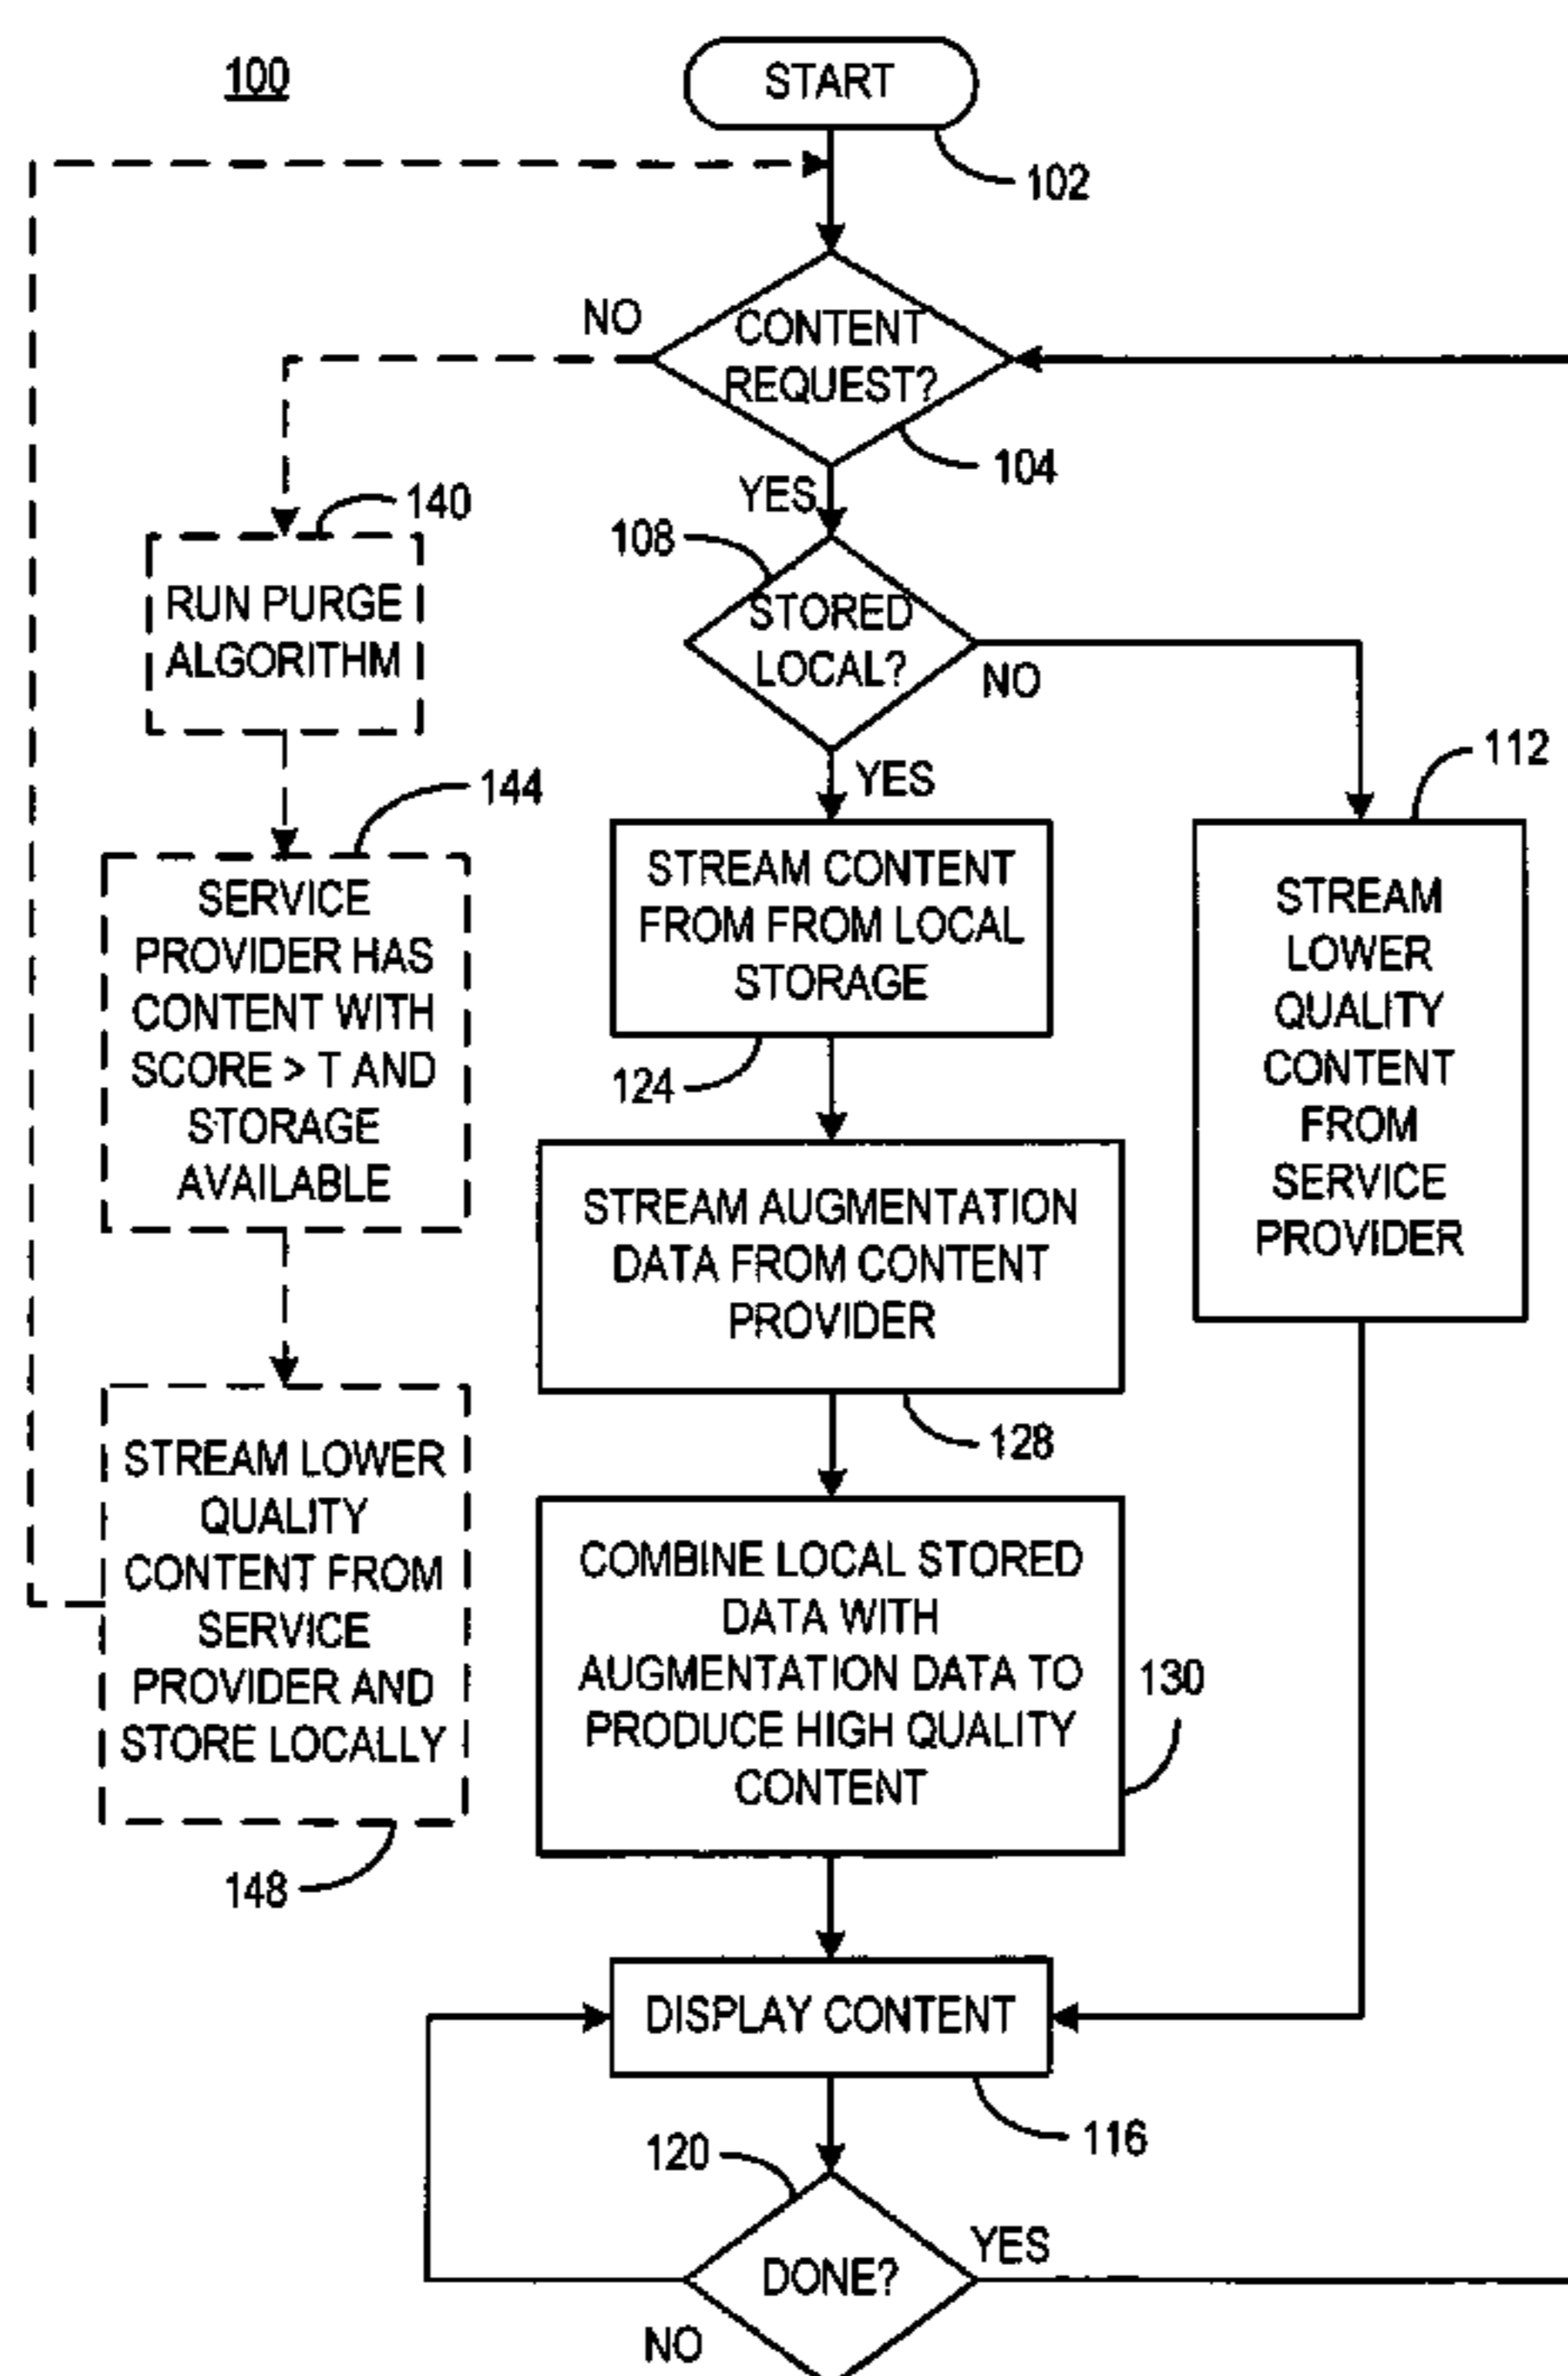 100
START
102
CONTENT
REQUEST?
NO
104
YES
140
RUN PURGE
ALGORITHM
108
STORED
LOCAL?
NO
YES
112
STREAM
LOWER
QUALITY
CONTENT
FROM
SERVICE
PROVIDER
144
SERVICE
PROVIDER HAS
CONTENT WITH
SCORE > T AND
STORAGE
AVAILABLE
STREAM CONTENT
FROM FROM LOCAL
STORAGE
124
STREAM AUGMENTATION
DATA FROM CONTENT
PROVIDER
128
STREAM LOWER
QUALITY
CONTENT FROM
SERVICE
PROVIDER AND
STORE LOCALLY
148
COMBINE LOCAL STORED
DATA WITH
AUGMENTATION DATA TO
PRODUCE HIGH QUALITY
CONTENT
130
DISPLAY CONTENT
116
120
DONE?
YES
NO